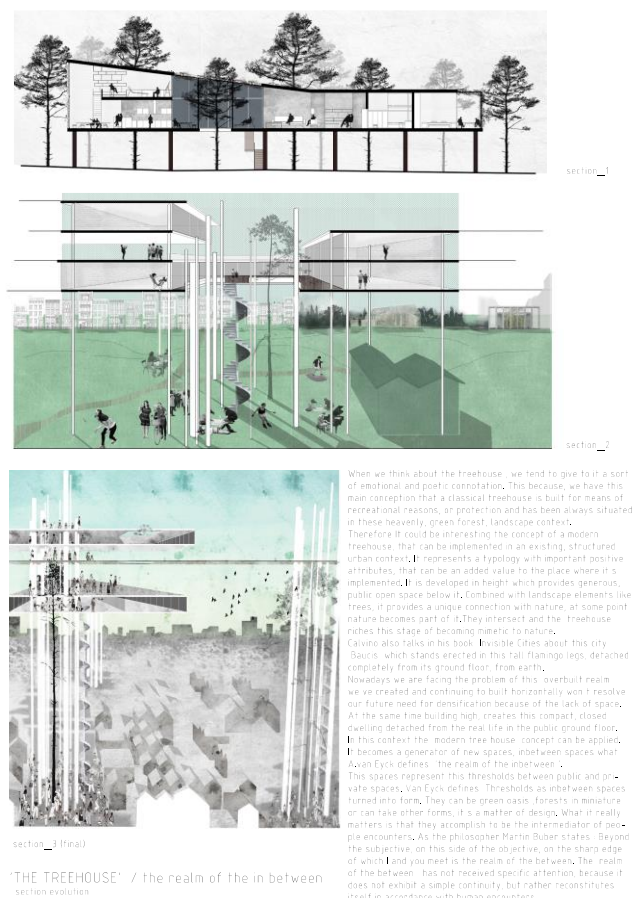 section_1
section_2
When we think about the treehouse , we tend to give to it a sort
of emotional and poetic connotation. This because, we have this
main conception that a classical treehouse is built for means of
recreational reasons, or protection and has been always situated
in these heavenly, green forest, landscape context.
Therefore It could be interesting the concept of a modern
treehouse, that can be implemented in an existing, structured
urban context. It represents a typology with important positive
attributes, that can be an added value to the place where it s
implemented. It is developed in height which provides generous,
public open space below it. Combined with landscape elements like
trees, it provides a unique connection with nature, at some point
nature becomes part of it.They intersect and the treehouse
riches this stage of becoming mimetic to nature.
Calvino also talks in his book Invisible Cities about this city
Baucis which stands erected in this tall flamingo legs, detached
completely from its ground floor, from earth.
Nowadays we are facing the problem of this overbuilt realm
we ve created and continuing to built horizontally won t resolve
our future need for densification because of the lack of space.
At the same time building high, creates this compact, closed
dwelling detached from the real life in the public ground floor.
In this context the modern tree house concept can be applied.
It becomes a generator of new spaces, inbetween spaces what
A.van Eyck defines the realm of the inbetween '.
This spaces represent this thresholds between public and pri-
vate spaces. Van Eyck defines Thresholds as inbetween spaces
turned into form. They can be green oasis ,forests in miniature
or can take other forms, it s a matter of design. What it really
matters is that they accomplish to be the intermediator of peo-
ple encounters. As the philosopher Martin Buber states - Beyond
the subjective, on this side of the objective, on the sharp edge
of which I and you meet is the realm of the between. The realm
of the between has not received specific attention, because it
does not exhibit a simple continuity, but rather reconstitutes
itself in accordance with human encounters
section_3 (final)
'THE TREEHOUSE' / the realm of the in between
section evolution